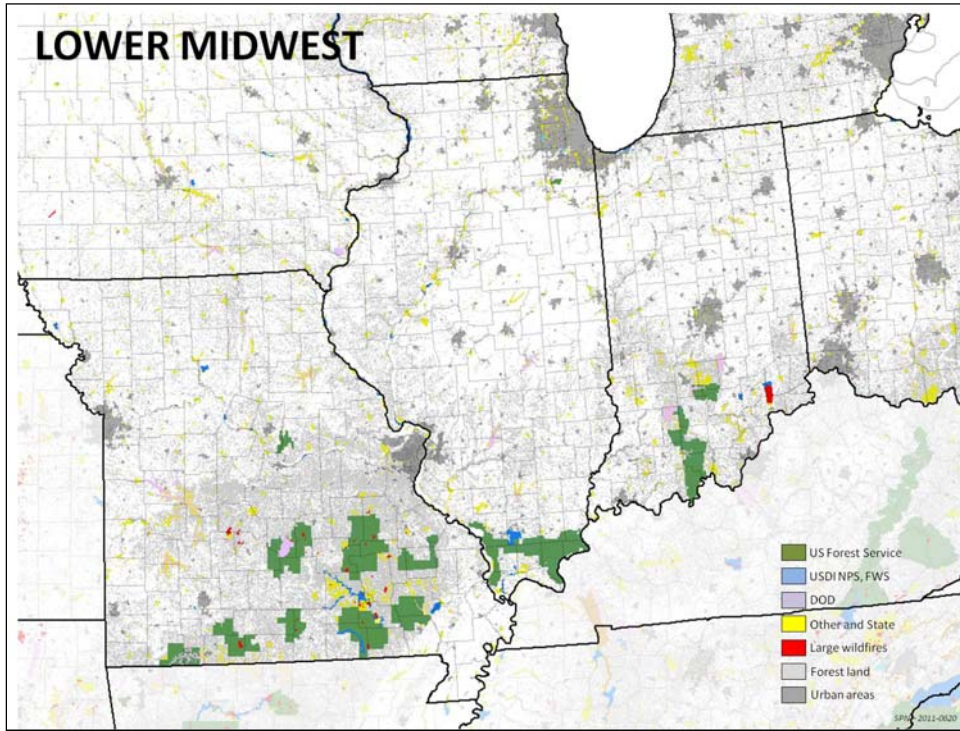 LOWER MIDWEST
US Forest Service
USDI NPS, FWS
DOD
Other and State
Large wildfires
Forest land
Urban areas